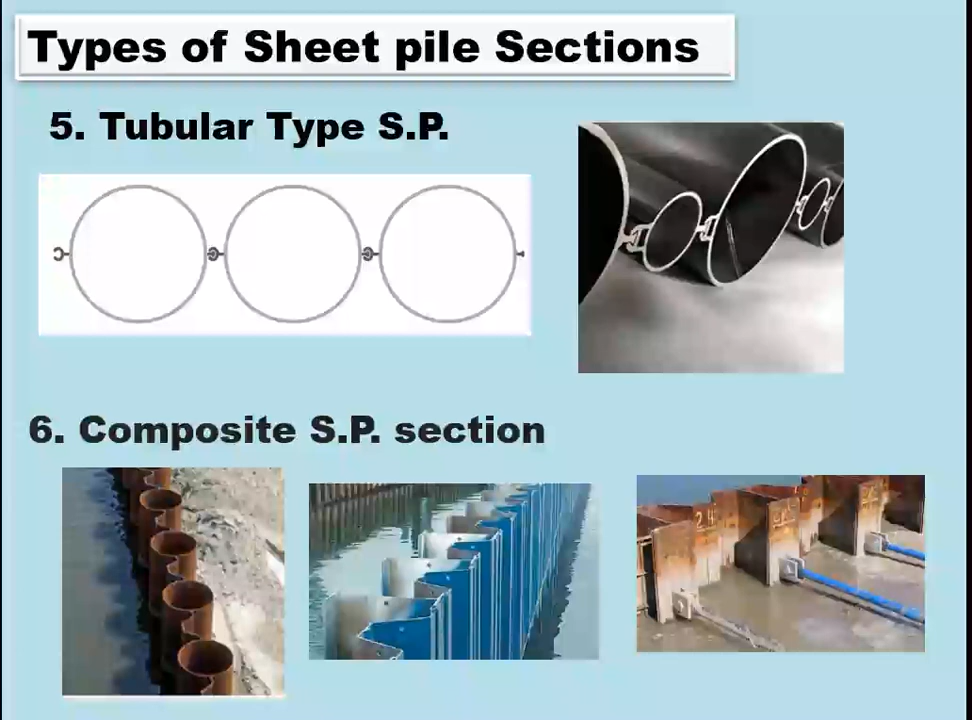 Types of Sheet pile Sections
5. Tubular Type S.P.
6. Composite S.P. section